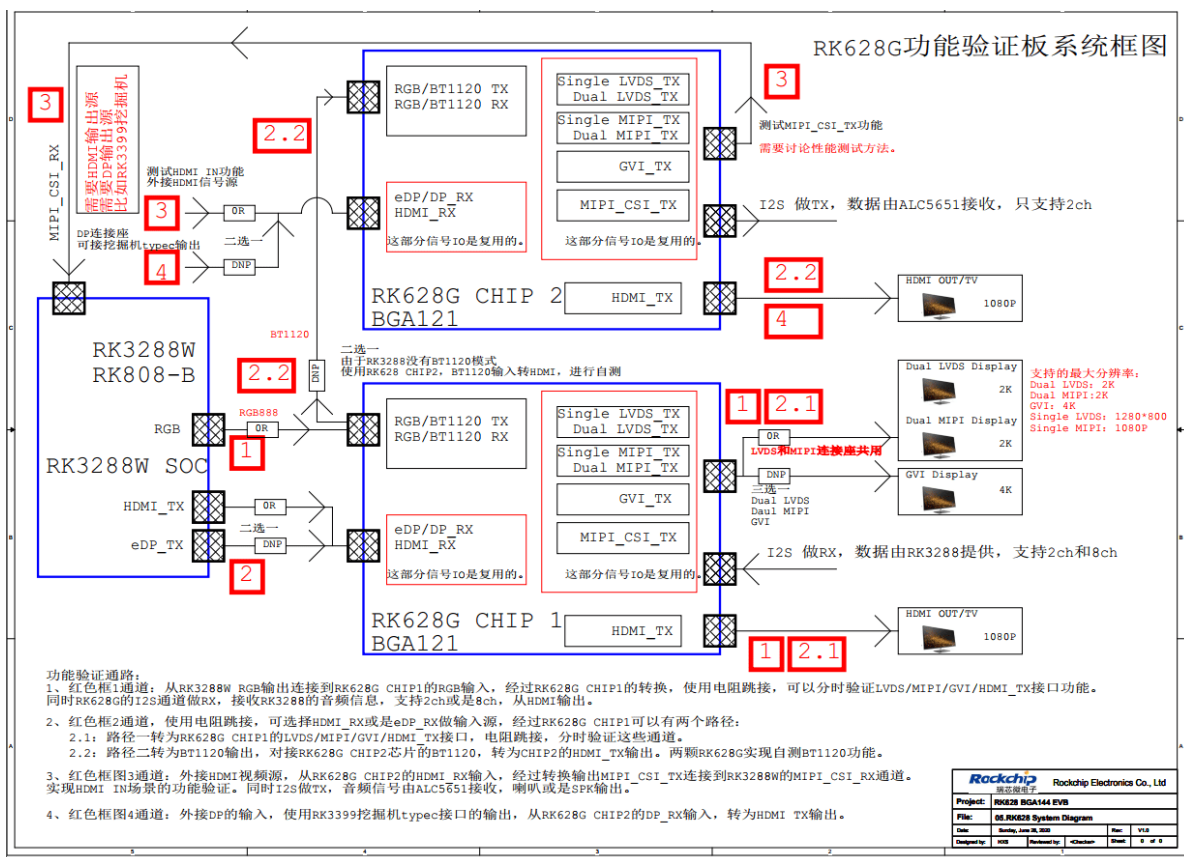 RK628G功能验证板系统框图
3
需要HDMI输出源
需要DP输出源
比如RK3399挖掘机
MIPI_CSI_RX
2.2
RGB/BT1120 TX
RGB/BT1120 RX
Single LVDS_TX
Dual LVDS_TX
Single MIPI_TX
Dual MIPI_TX
GVI_TX
MIPI_CSI_TX
3
测试MIPI_CSI_TX功能
需要讨论性能测试方法。
测试HDMI IN功能
外接HDMI信号源
3
0R
eDP/DP_RX
HDMI_RX
这部分信号IO是复用的。
这部分信号IO是复用的。
I2S 做TX, 数据由ALC5651接收, 只支持2ch
DP连接座
可接挖掘机typec输出
二选一
4
DNP
RK628G CHIP 2
BGA121
HDMI_TX
2.2
4
HDMI OUT/TV
1080P
RK3288W
RK808-B
BT1120
2.2
DNP
二选一
由于RK3288没有BT1120模式
使用RK628 CHIP2, BT1120输入转HDMI, 进行自测
RGB
RGB888
0R
1
RK3288W SOC
HDMI_TX
0R
二选一
eDP_TX
DNP
2
RGB/BT1120 TX
RGB/BT1120 RX
Single LVDS_TX
Dual LVDS_TX
Single MIPI_TX
Dual MIPI_TX
GVI_TX
MIPI_CSI_TX
eDP/DP_RX
HDMI_RX
这部分信号IO是复用的。
这部分信号IO是复用的。
1
2.1
0R
LVDS和MIPI连接座共用
DNP
三选一
Dual LVDS
Daul MIPI
GVI
Dual LVDS Display
2K
Dual MIPI Display
2K
GVI Display
4K
支持的最大分辨率:
Dual LVDS: 2K
Dual MIPI:2K
GVI: 4K
Single LVDS: 1280*800
Single MIPI: 1080P
I2S 做RX, 数据由RK3288提供, 支持2ch和8ch
RK628G CHIP 1
BGA121
HDMI_TX
1
2.1
HDMI OUT/TV
1080P
功能验证通路:
1、红色框1通道: 从RK3288W RGB输出连接到RK628G CHIP1的RGB输入, 经过RK628G CHIP1的转换, 使用电阻跳接, 可以分时验证LVDS/MIPI/GVI/HDMI_TX接口功能。
同时RK628G的I2S通道做RX, 接收RK3288的音频信息, 支持2ch或是8ch, 从HDMI输出。
2、红色框2通道, 使用电阻跳接, 可选择HDMI_RX或是eDP_RX做输入源, 经过RK628G CHIP1可以有两个路径:
2.1: 路径一转为RK628G CHIP1的LVDS/MIPI/GVI/HDMI_TX接口, 电阻跳接, 分时验证这些通道。
2.2: 路径二转为BT1120输出, 对接RK628G CHIP2芯片的BT1120, 转为CHIP2的HDMI_TX输出。两颗RK628G实现自测BT1120功能。
3、红色框图3通道: 外接HDMI视频源, 从RK628G CHIP2的HDMI_RX输入, 经过转换输出MIPI_CSI_TX连接到RK3288W的MIPI_CSI_RX通道。
实现HDMI IN场景的功能验证。同时I2S做TX, 音频信号由ALC5651接收, 喇叭或是SPK输出。
4、红色框图4通道: 外接DP的输入, 使用RK3399挖掘机typec接口的输出, 从RK628G CHIP2的DP_RX输入, 转为HDMI TX输出。
Rockchip
瑞芯微电子
Rockchip Electronics Co., Ltd
Project: RK628 BGA144 EVB
File: 05.RK628 System Diagram
Date: Sunday, June 28, 2020 Rev: V1.0
Designed by: Reviewed by: <Checker> Sheet: 0 of 0